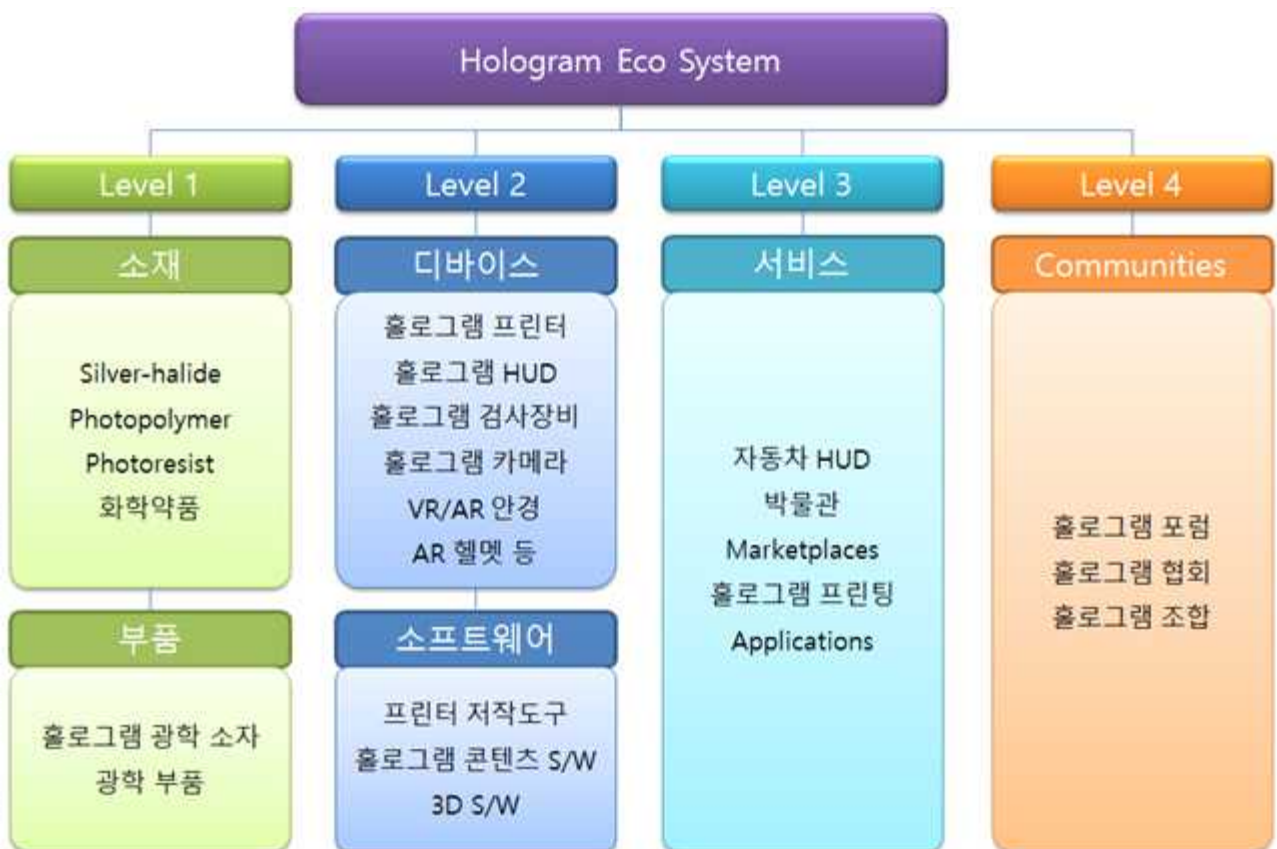 Hologram Eco System
Level 1
소재
Silver-halide
Photopolymer
Photoresist
화학약품
부품
홀로그램 광학 소자
광학 부품
Level 2
디바이스
홀로그램 프린터
홀로그램 HUD
홀로그램 검사장비
홀로그램 카메라
VR/AR 안경
AR 헬멧 등
소프트웨어
프린터 저작도구
홀로그램 콘텐츠 S/W
3D S/W
Level 3
서비스
자동차 HUD
박물관
Marketplaces
홀로그램 프린팅
Applications
Level 4
Communities
홀로그램 포럼
홀로그램 협회
홀로그램 조합